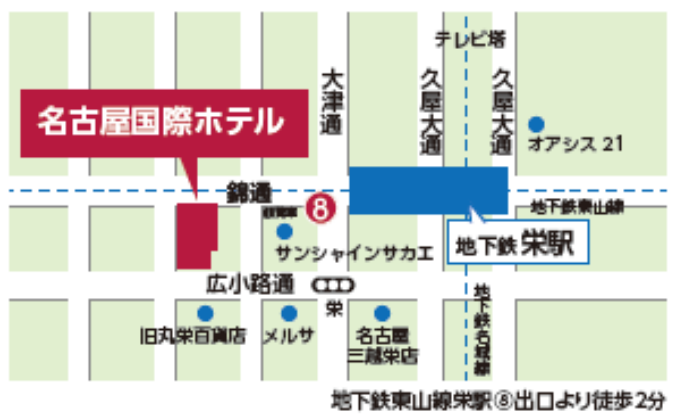 テレビ塔
大津通
久屋大通
久屋大通
名古屋国際ホテル
オアシス 21
錦通
8
地下鉄東山線
地下鉄 栄駅
サンシャインサカエ
広小路通
栄
旧丸栄百貨店
メルサ
名古屋
三越栄店
地下鉄名城線
地下鉄東山線栄駅⑧出口より徒歩2分